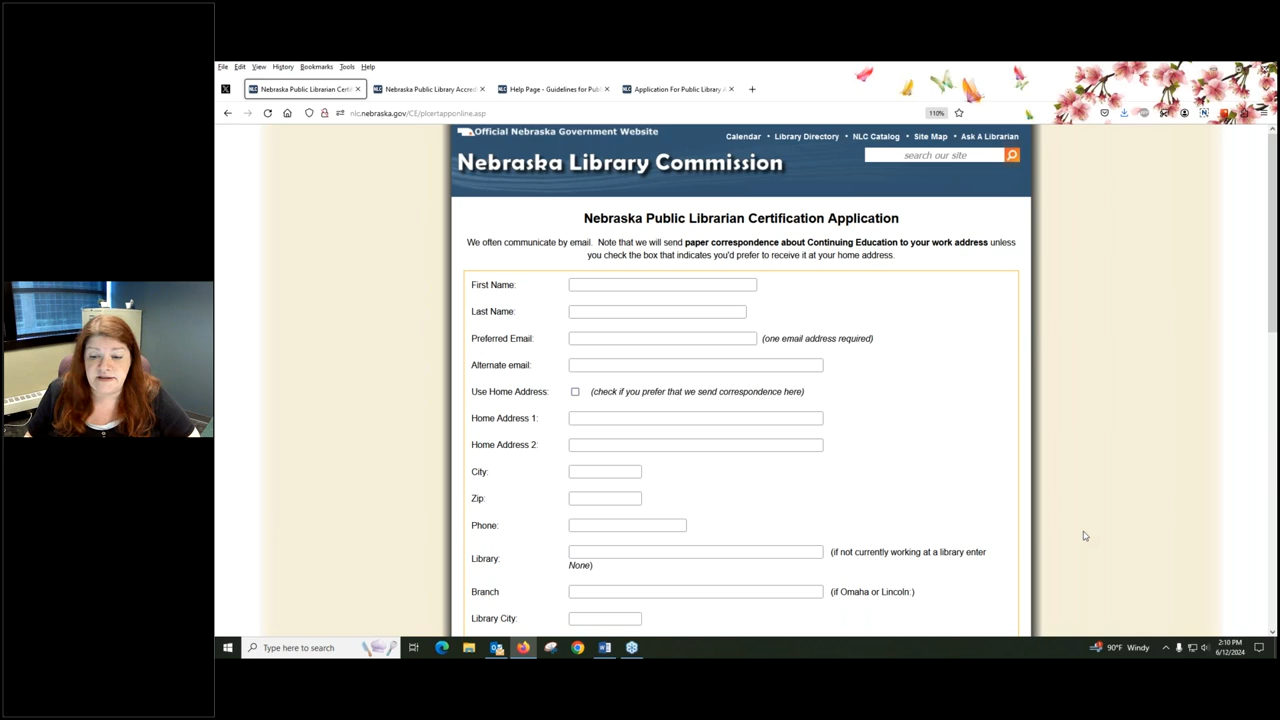 File Edit View History Bookmarks Tools Help
Nebraska Public Librarian Certi
Nebraska Public Library Accred
Help Page - Guidelines for Publ
Application For Public Library
nlc.nebraska.gov/CE/plcertapponline.asp
110%
Official Nebraska Government Website
Calendar • Library Directory • NLC Catalog • Site Map • Ask A Librarian
Nebraska Library Commission
search our site
Nebraska Public Librarian Certification Application
We often communicate by email. Note that we will send paper correspondence about Continuing Education to your work address unless
you check the box that indicates you'd prefer to receive it at your home address.
First Name:
Last Name:
Preferred Email: (one email address required)
Alternate email:
Use Home Address: (check if you prefer that we send correspondence here)
Home Address 1:
Home Address 2:
City:
Zip:
Phone:
Library: (if not currently working at a library enter
None)
Branch (if Omaha or Lincoln:)
Library City:
Type here to search
90°F Windy
2:10 PM
6/12/2024